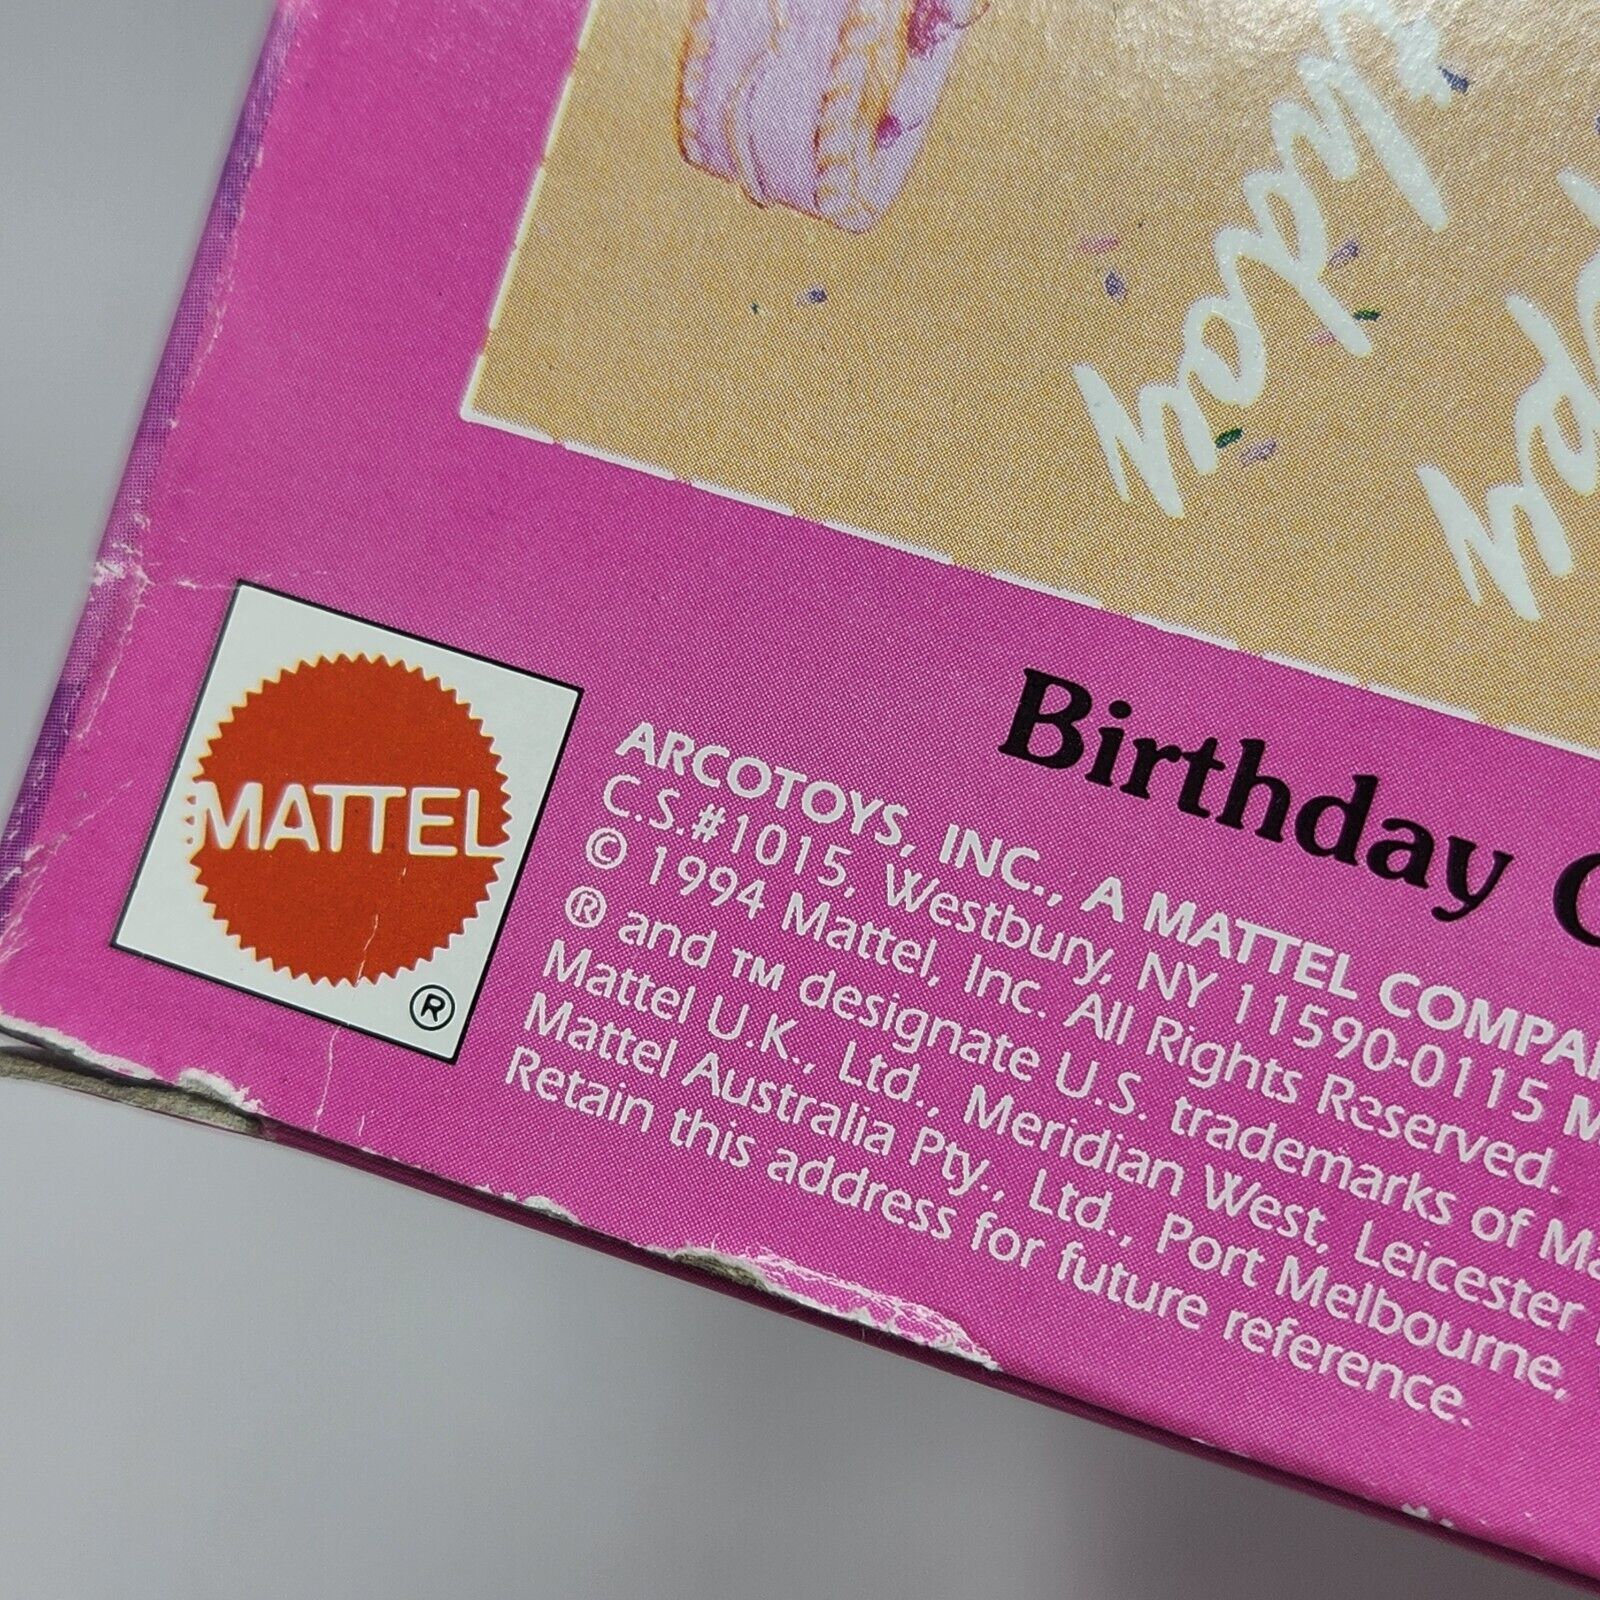 happy
Birthday
MATTEL
®
ARCOTOYS, INC., A MATTEL
C.S.#1015, Westbury, NY 11590-0115
© 1994 Mattel, Inc. All Rights Reserved.
® and ™ designate U.S. trademarks of
Mattel U.K., Ltd., Meridian West, Leicester
Mattel Australia Pty., Ltd., Port Melbourne,
Retain this address for future reference.